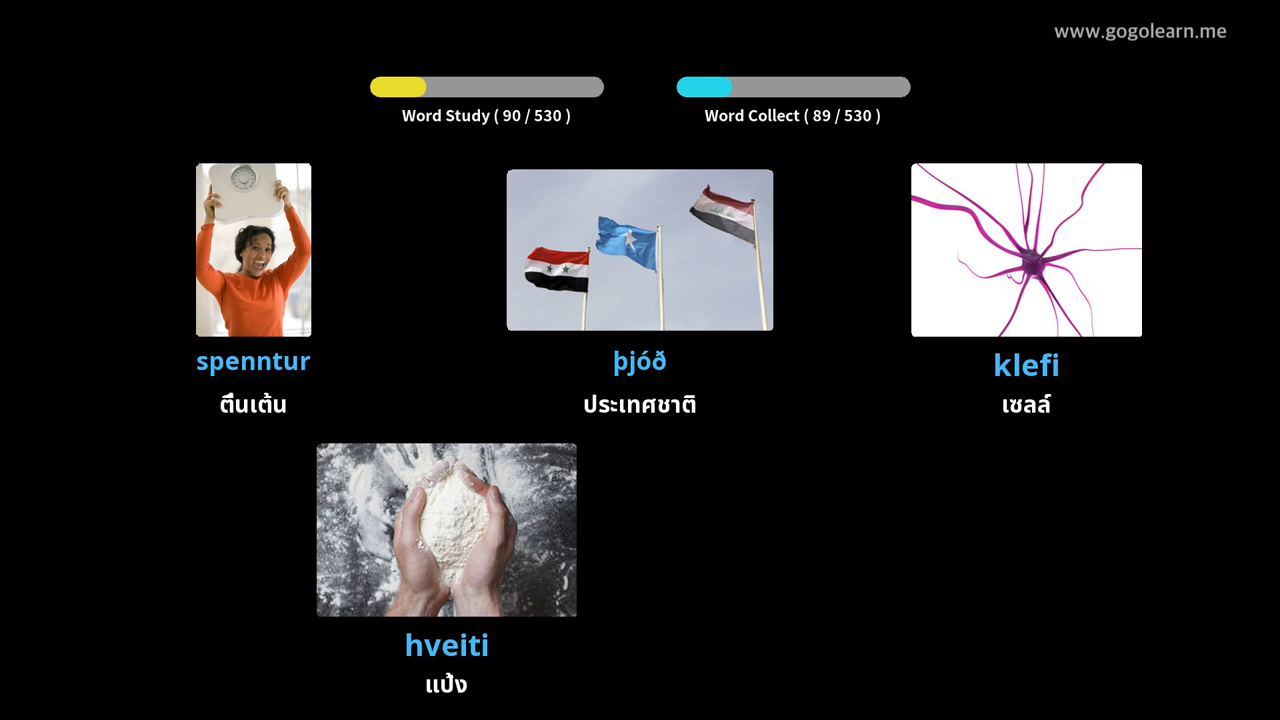 www.gogolearn.me
Word Study ( 90 / 530 )
Word Collect ( 89 / 530 )
spenntur
þjóð
klefi
ตื่นเต้น
ประเทศชาติ
เซลล์
hveiti
แป้ง